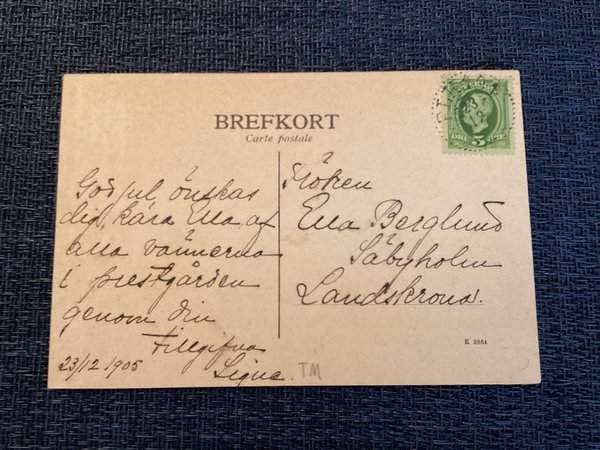 BREFKORT
Carte postale
God jul, önskas
dig, kära Ella, af
alla vännerna
i prestgården
genom din
Tillgifna
Signe.
23/12 1905
TM
Fröken
Ella Berglund
Säbyholm
Landskrona.
K 3864
5